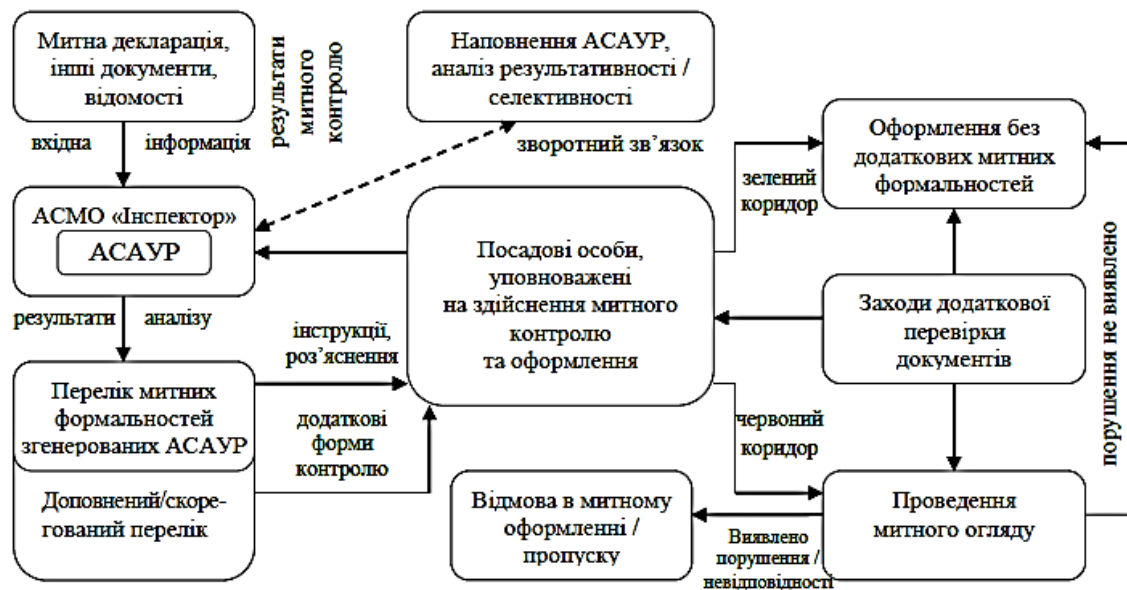 Митна декларація,
інші документи,
відомості
результати
митного
контролю
Наповнення АСАУР,
аналіз результативності /
селективності
вхідна інформація
зворотний зв’язок
Оформлення без
додаткових митних
формальностей
зелений
коридор
АСМО «Інспектор»
АСАУР
Посадові особи,
уповноважені
на здійснення митного
контролю
та оформлення
Заходи додаткової
перевірки
документів
порушення не виявлено
результати аналізу
інструкції,
роз’яснення
Перелік митних
формальностей
згенерованих АСАУР
додаткові
форми
контролю
червоний
коридор
Доповнений/скоре-
гований перелік
Відмова в митному
оформленні /
пропуску
Виявлено
порушення /
невідповідності
Проведення
митного огляду